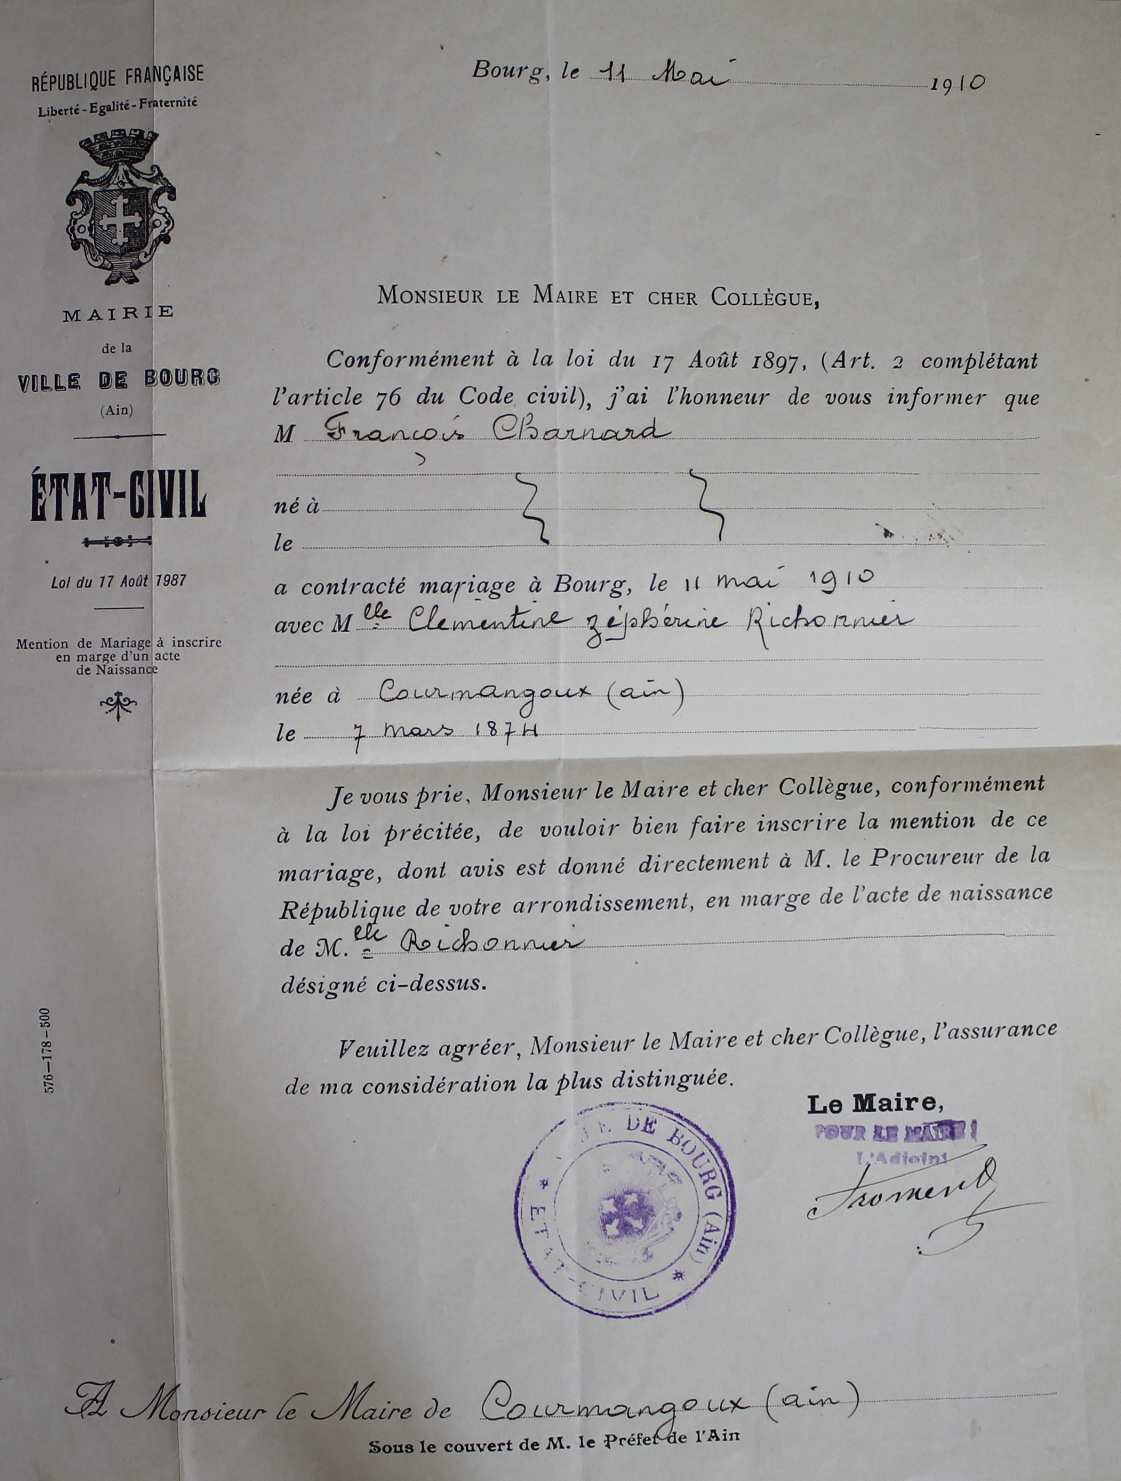 RÉPUBLIQUE FRANÇAISE
Liberté - Egalité - Fraternité
MAIRIE
de la
VILLE DE BOURG
(Ain)
ÉTAT-CIVIL
Loi du 17 Août 1987
Mention de Mariage à inscrire
en marge d'un acte
de Naissance
576—178—500
Bourg, le 11 Mai 1910
MONSIEUR LE MAIRE ET CHER COLLÈGUE,
Conformément à la loi du 17 Août 1897, (Art. 2 complétant
l'article 76 du Code civil), j'ai l'honneur de vous informer que
M François CBarnard
né à
le
a contracté mariage à Bourg, le 11 mai 1910
avec Mlle Clementine zéphérine Richonnier
née à Courmangoux (ain)
le 7 mars 1874
Je vous prie, Monsieur le Maire et cher Collègue, conformément
à la loi précitée, de vouloir bien faire inscrire la mention de ce
mariage, dont avis est donné directement à M. le Procureur de la
République de votre arrondissement, en marge de l'acte de naissance
de M.lle Richonnier
désigné ci-dessus.
Veuillez agréer, Monsieur le Maire et cher Collègue, l'assurance
de ma considération la plus distinguée.
Le Maire,
POUR LE MAIRE :
L'Adjoint
Froment
VILLE DE BOURG (Ain)
* ETAT-CIVIL *
A Monsieur le Maire de Courmangoux (ain)
Sous le couvert de M. le Préfet de l'Ain